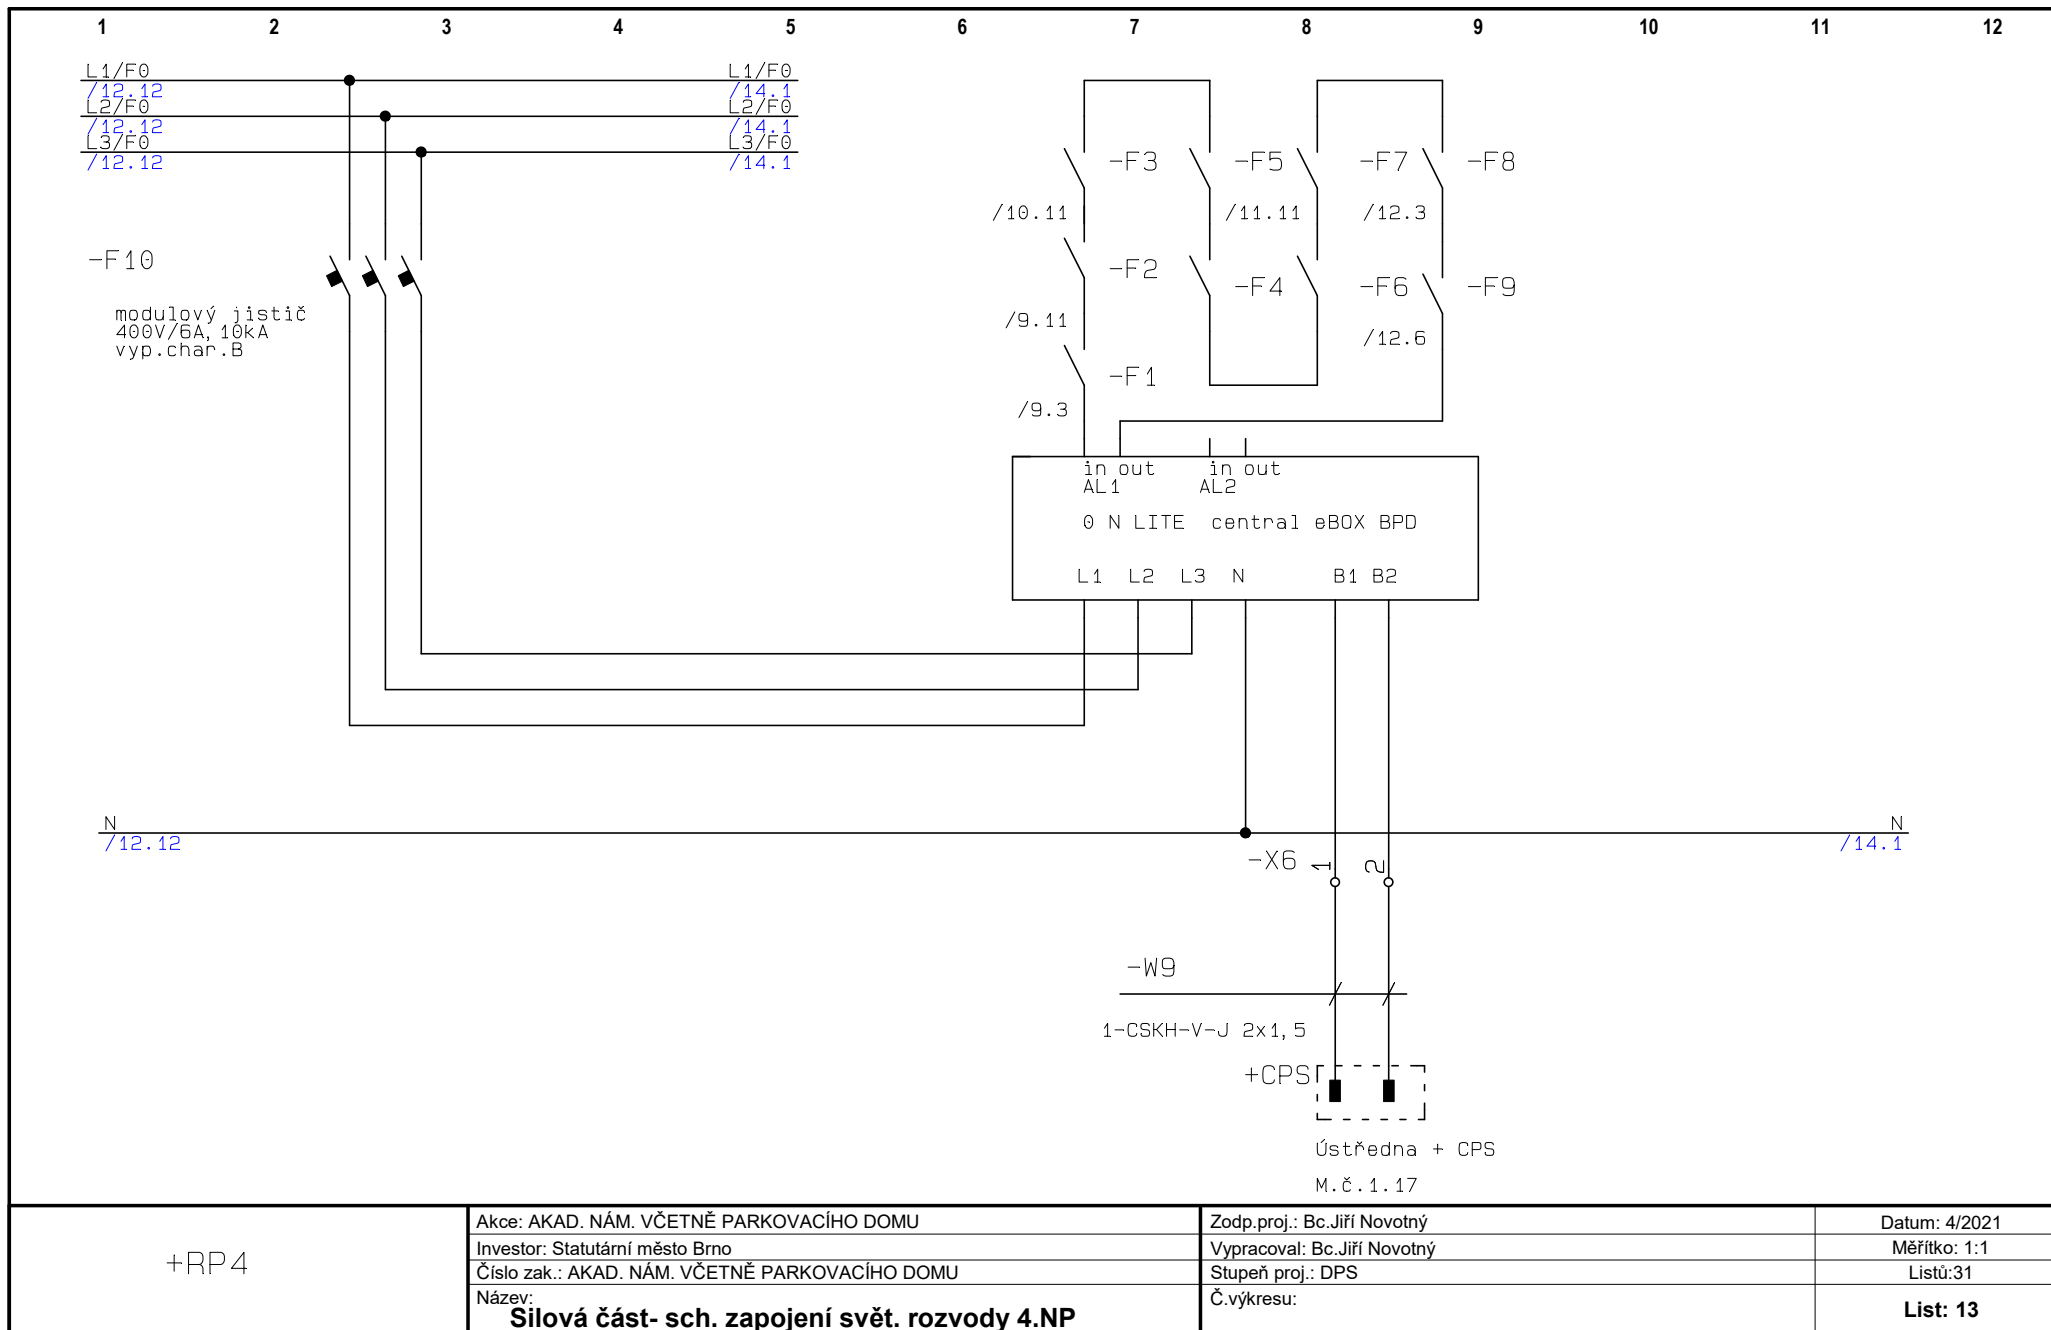 1 2 3 4 5 6 7 8 9 10 11 12
L1/F0 L1/F0
/12.12 /14.1
L2/F0 L2/F0
/12.12 /14.1
L3/F0 L3/F0
/12.12 /14.1
-F3 -F5 -F7 -F8
/10.11 /11.11 /12.3
-F10
-F2 -F4 -F6 -F9
modulový jistič
400V/6A,10kA
vyp.char.B
/9.11
/12.6
-F1
/9.3
in out in out
AL1 AL2
0 N LITE central eBOX BPD
L1 L2 L3 N B1 B2
N N
/12.12 /14.1
-X6 1 2
-W9
1-CSKH-V-J 2x1,5
+CPS
Ústředna + CPS
M.č.1.17
+RP4
Akce: AKAD. NÁM. VČETNĚ PARKOVACÍHO DOMU
Investor: Statutární město Brno
Číslo zak.: AKAD. NÁM. VČETNĚ PARKOVACÍHO DOMU
Název:
Silová část- sch. zapojení svět. rozvody 4.NP
Zodp.proj.: Bc.Jiří Novotný
Vypracoval: Bc.Jiří Novotný
Stupeň proj.: DPS
Č.výkresu:
Datum: 4/2021
Měřítko: 1:1
Listů:31
List: 13